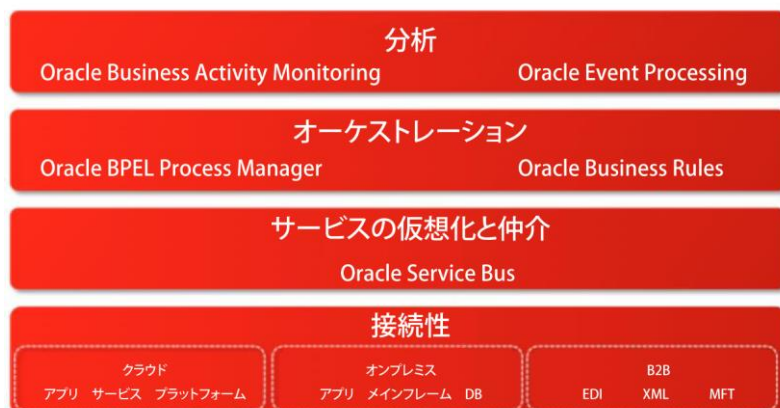 分析
Oracle Business Activity Monitoring Oracle Event Processing
オーケストレーション
Oracle BPEL Process Manager Oracle Business Rules
サービスの仮想化と仲介
Oracle Service Bus
接続性
クラウド オンプレミス B2B
アプリ サービス プラットフォーム アプリ メインフレーム DB EDI XML MFT